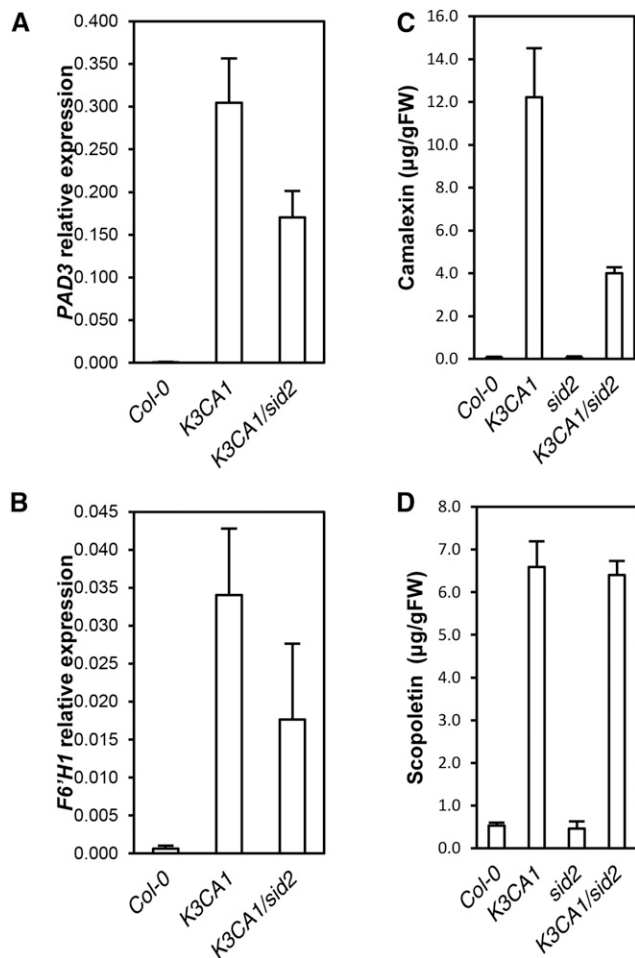 A
PAD3 relative expression
0.400
0.350
0.300
0.250
0.200
0.150
0.100
0.050
0.000
Col-0
K3CA1
K3CA1/sid2
C
Camalexin (µg/gFW)
16.0
14.0
12.0
10.0
8.0
6.0
4.0
2.0
0.0
Col-0
K3CA1
sid2
K3CA1/sid2
B
F6'H1 relative expression
0.045
0.040
0.035
0.030
0.025
0.020
0.015
0.010
0.005
0.000
Col-0
K3CA1
K3CA1/sid2
D
Scopoletin (µg/gFW)
8.0
7.0
6.0
5.0
4.0
3.0
2.0
1.0
0.0
Col-0
K3CA1
sid2
K3CA1/sid2